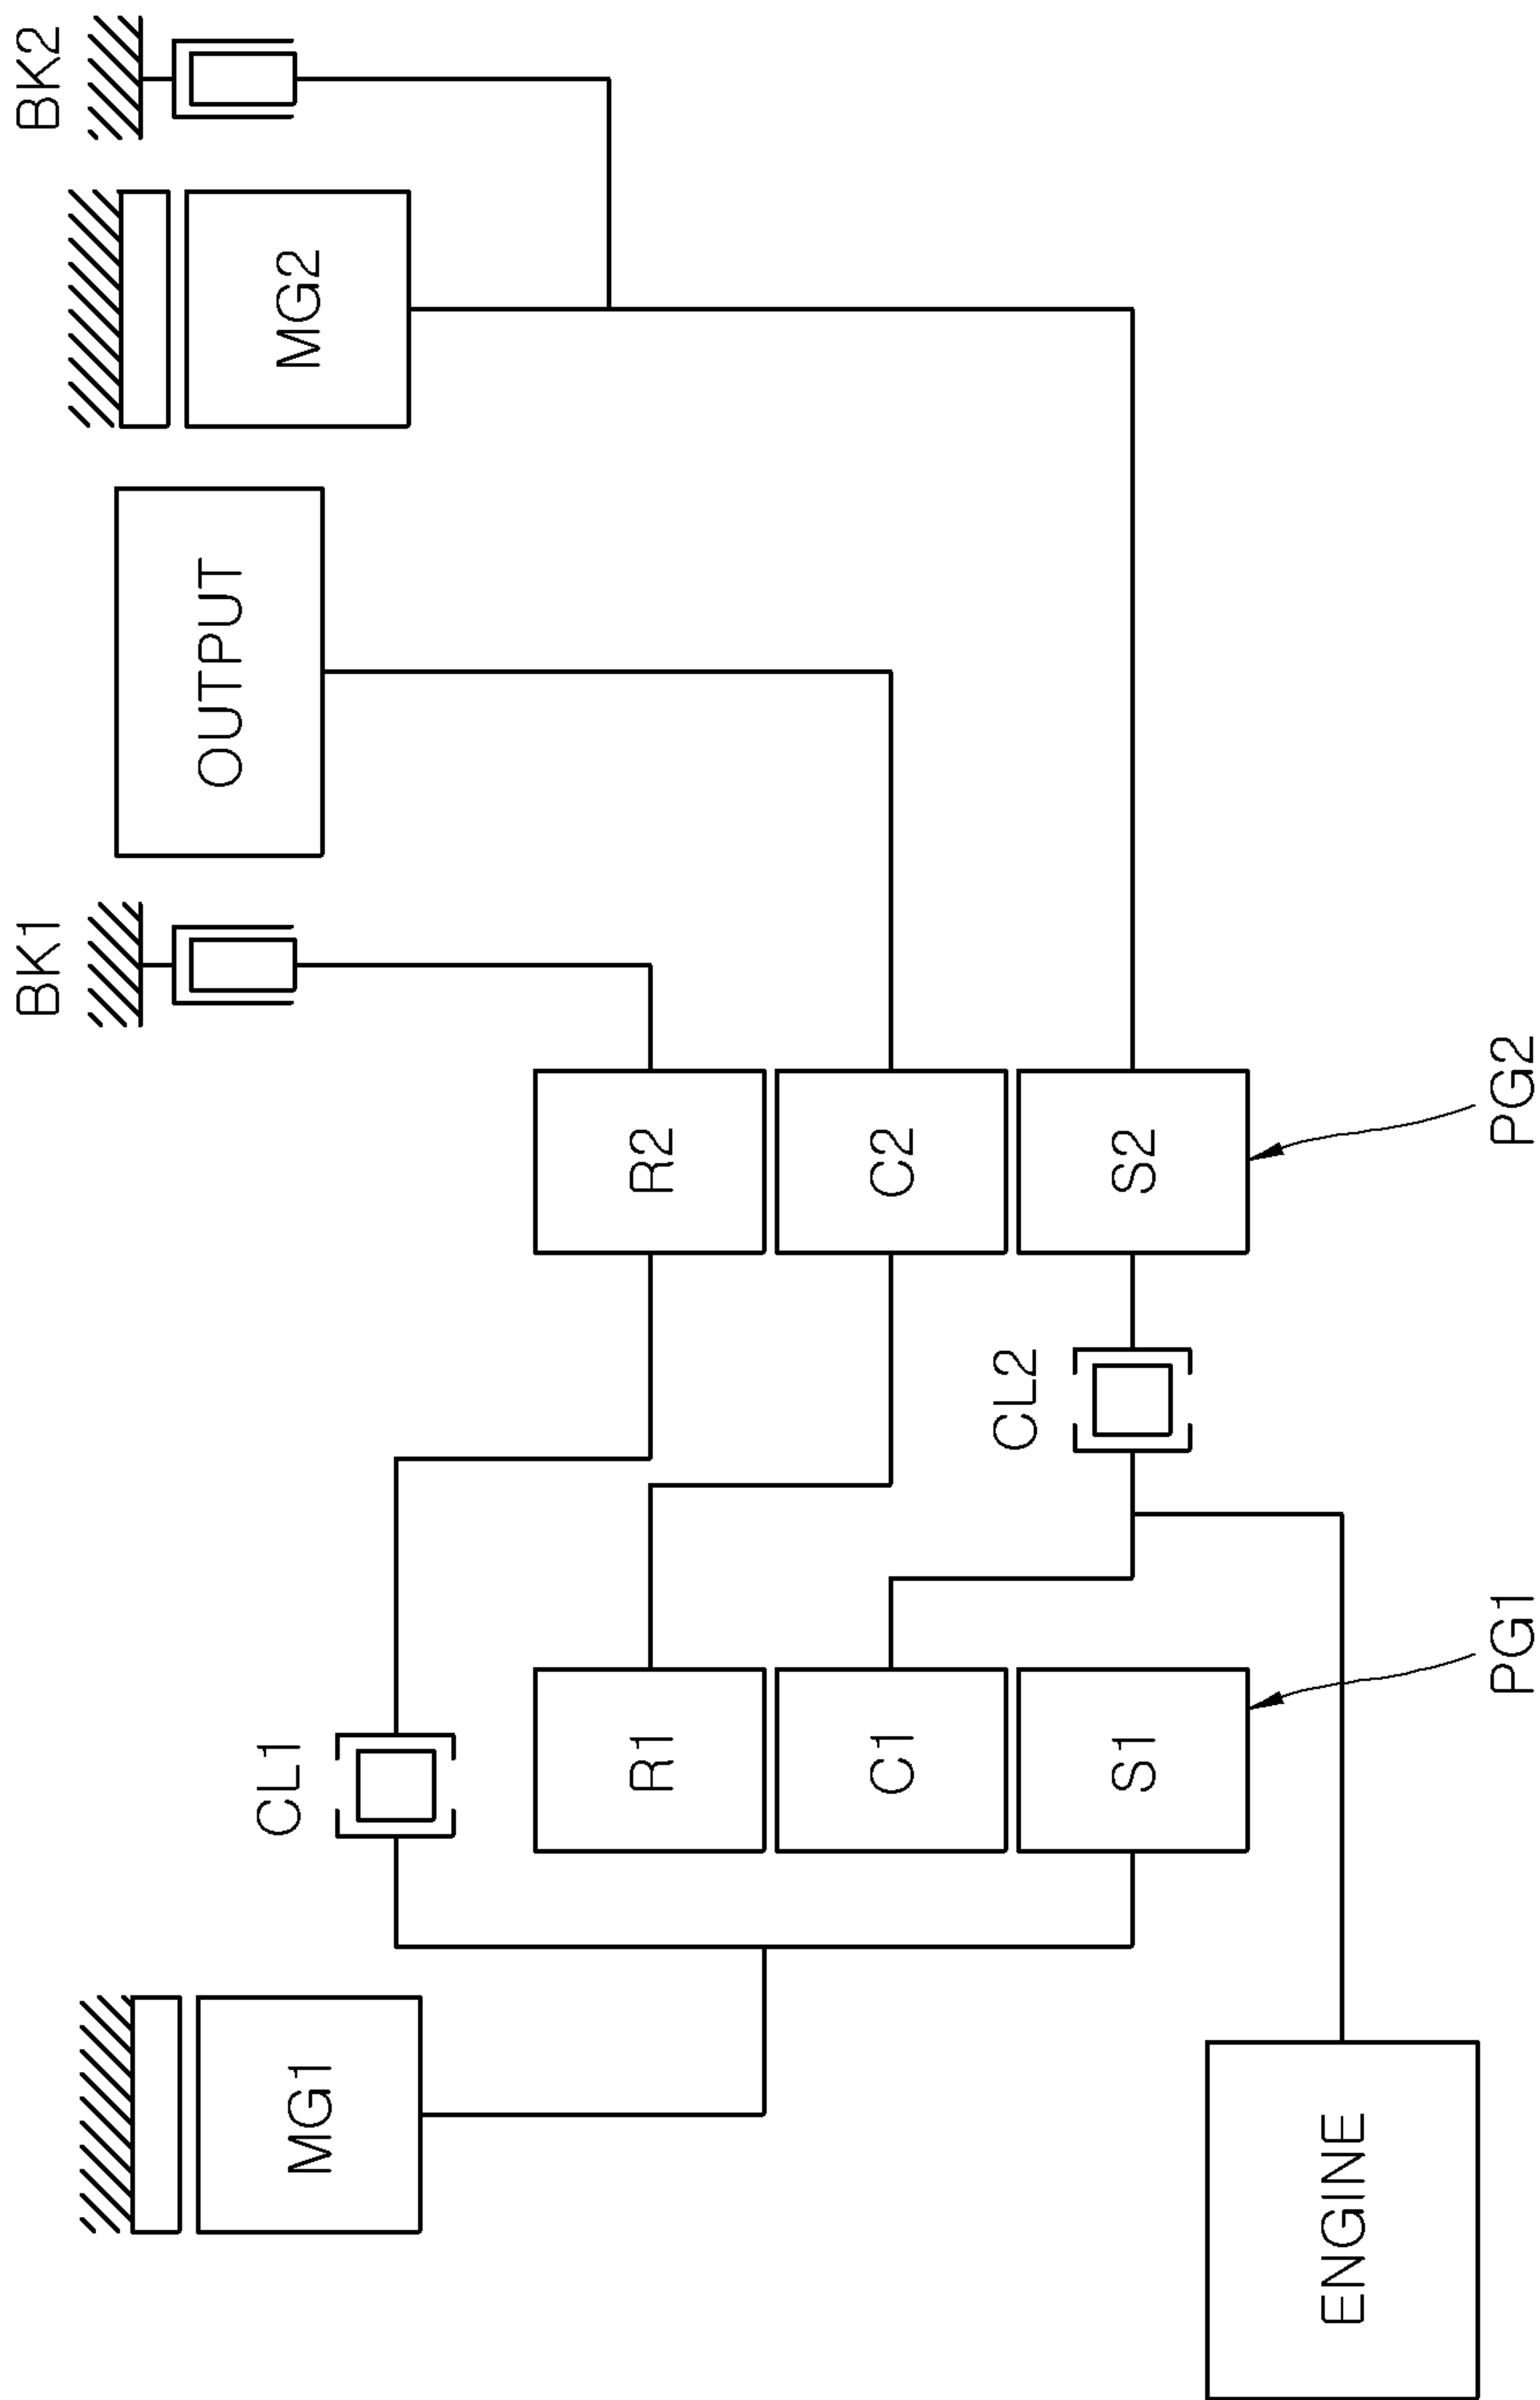 BK1
BK2
MG1
OUTPUT
MG2
CL1
R1
R2
C1
C2
CL2
S1
S2
ENGINE
PG1
PG2